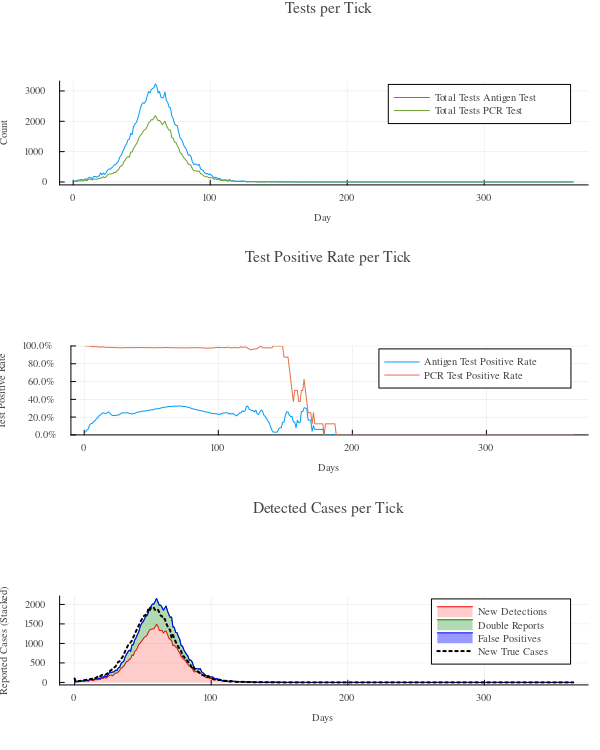 Tests per Tick
Count
3000
2000
1000
0
Total Tests Antigen Test
Total Tests PCR Test
0 100 200 300
Day
Test Positive Rate per Tick
Test Positive Rate
100.0%
80.0%
60.0%
40.0%
20.0%
0.0%
Antigen Test Positive Rate
PCR Test Positive Rate
0 100 200 300
Days
Detected Cases per Tick
Reported Cases (Stacked)
2000
1500
1000
500
0
New Detections
Double Reports
False Positives
New True Cases
0 100 200 300
Days